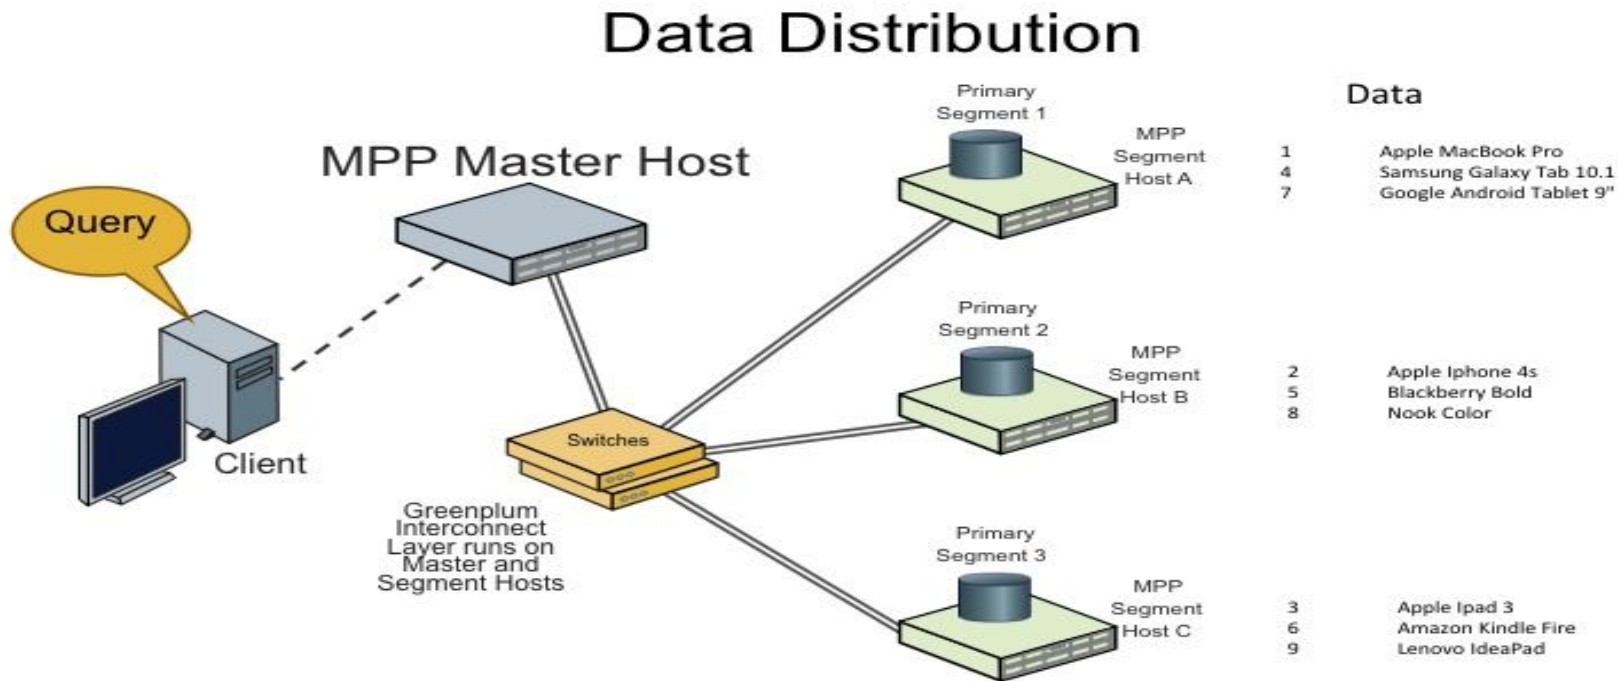 Data Distribution
Query
Client
MPP Master Host
Switches
Greenplum
Interconnect
Layer runs on
Master and
Segment Hosts
Primary
Segment 1
MPP
Segment
Host A
Data
1 Apple MacBook Pro
4 Samsung Galaxy Tab 10.1
7 Google Android Tablet 9"
Primary
Segment 2
MPP
Segment
Host B
2 Apple Iphone 4s
5 Blackberry Bold
8 Nook Color
Primary
Segment 3
MPP
Segment
Host C
3 Apple Ipad 3
6 Amazon Kindle Fire
9 Lenovo IdeaPad